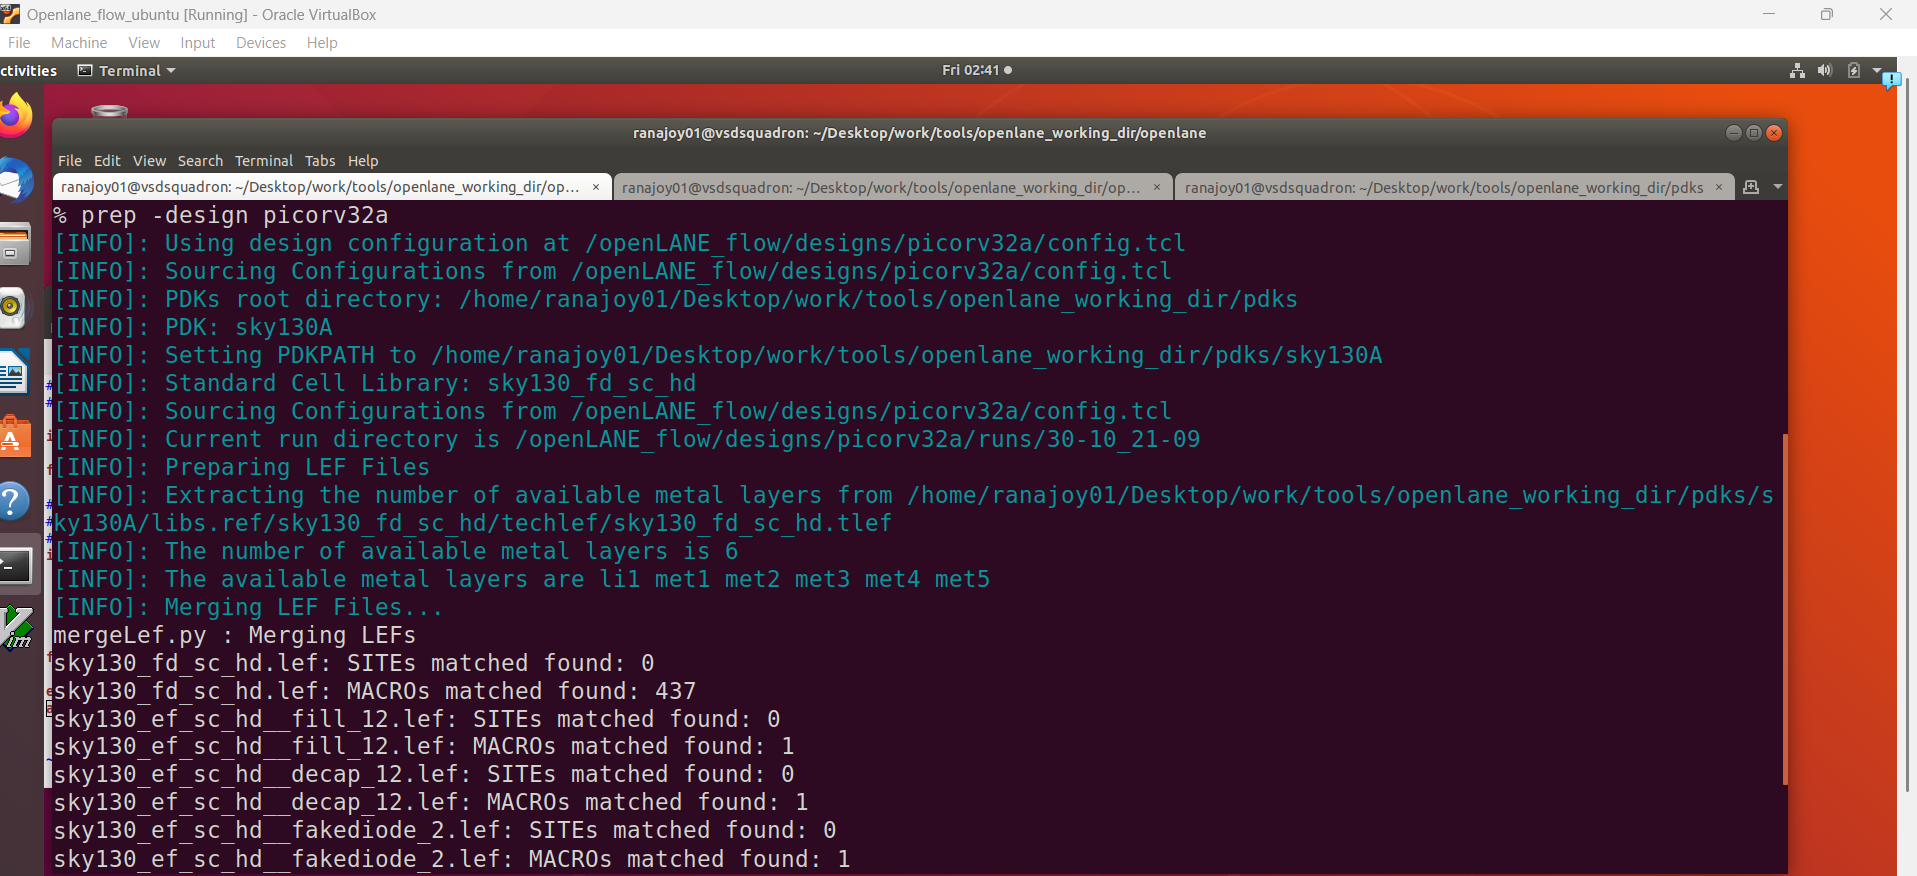 Openlane_flow_ubuntu [Running] - Oracle VirtualBox
File Machine View Input Devices Help
ctivities Terminal Fri 02:41
ranajoy01@vsdsquadron: ~/Desktop/work/tools/openlane_working_dir/openlane
File Edit View Search Terminal Tabs Help
ranajoy01@vsdsquadron: ~/Desktop/work/tools/openlane_working_dir/op... × ranajoy01@vsdsquadron: ~/Desktop/work/tools/openlane_working_dir/op... × ranajoy01@vsdsquadron: ~/Desktop/work/tools/openlane_working_dir/pdks ×
% prep -design picorv32a
[INFO]: Using design configuration at /openLANE_flow/designs/picorv32a/config.tcl
[INFO]: Sourcing Configurations from /openLANE_flow/designs/picorv32a/config.tcl
[INFO]: PDKs root directory: /home/ranajoy01/Desktop/work/tools/openlane_working_dir/pdks
[INFO]: PDK: sky130A
[INFO]: Setting PDKPATH to /home/ranajoy01/Desktop/work/tools/openlane_working_dir/pdks/sky130A
[INFO]: Standard Cell Library: sky130_fd_sc_hd
[INFO]: Sourcing Configurations from /openLANE_flow/designs/picorv32a/config.tcl
[INFO]: Current run directory is /openLANE_flow/designs/picorv32a/runs/30-10_21-09
[INFO]: Preparing LEF Files
[INFO]: Extracting the number of available metal layers from /home/ranajoy01/Desktop/work/tools/openlane_working_dir/pdks/s
ky130A/libs.ref/sky130_fd_sc_hd/techlef/sky130_fd_sc_hd.tlef
[INFO]: The number of available metal layers is 6
[INFO]: The available metal layers are li1 met1 met2 met3 met4 met5
[INFO]: Merging LEF Files...
mergeLef.py : Merging LEFs
sky130_fd_sc_hd.lef: SITEs matched found: 0
sky130_fd_sc_hd.lef: MACROs matched found: 437
sky130_ef_sc_hd__fill_12.lef: SITEs matched found: 0
sky130_ef_sc_hd__fill_12.lef: MACROs matched found: 1
sky130_ef_sc_hd__decap_12.lef: SITEs matched found: 0
sky130_ef_sc_hd__decap_12.lef: MACROs matched found: 1
sky130_ef_sc_hd__fakediode_2.lef: SITEs matched found: 0
sky130_ef_sc_hd__fakediode_2.lef: MACROs matched found: 1